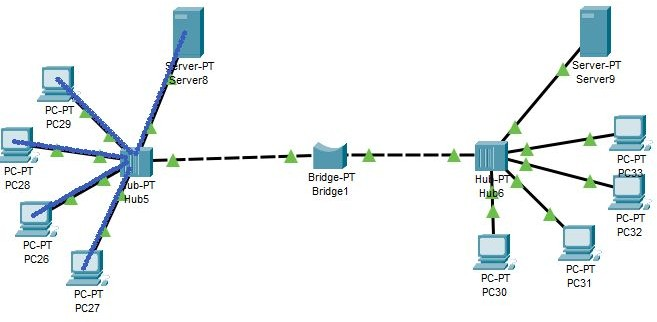 Server-PT
Server8
Server-PT
Server9
PC-PT
PC29
PC-PT
PC33
PC-PT
PC28
Hub-PT
Hub5
Bridge-PT
Bridge1
Hub-PT
Hub6
PC-PT
PC32
PC-PT
PC26
PC-PT
PC27
PC-PT
PC30
PC-PT
PC31